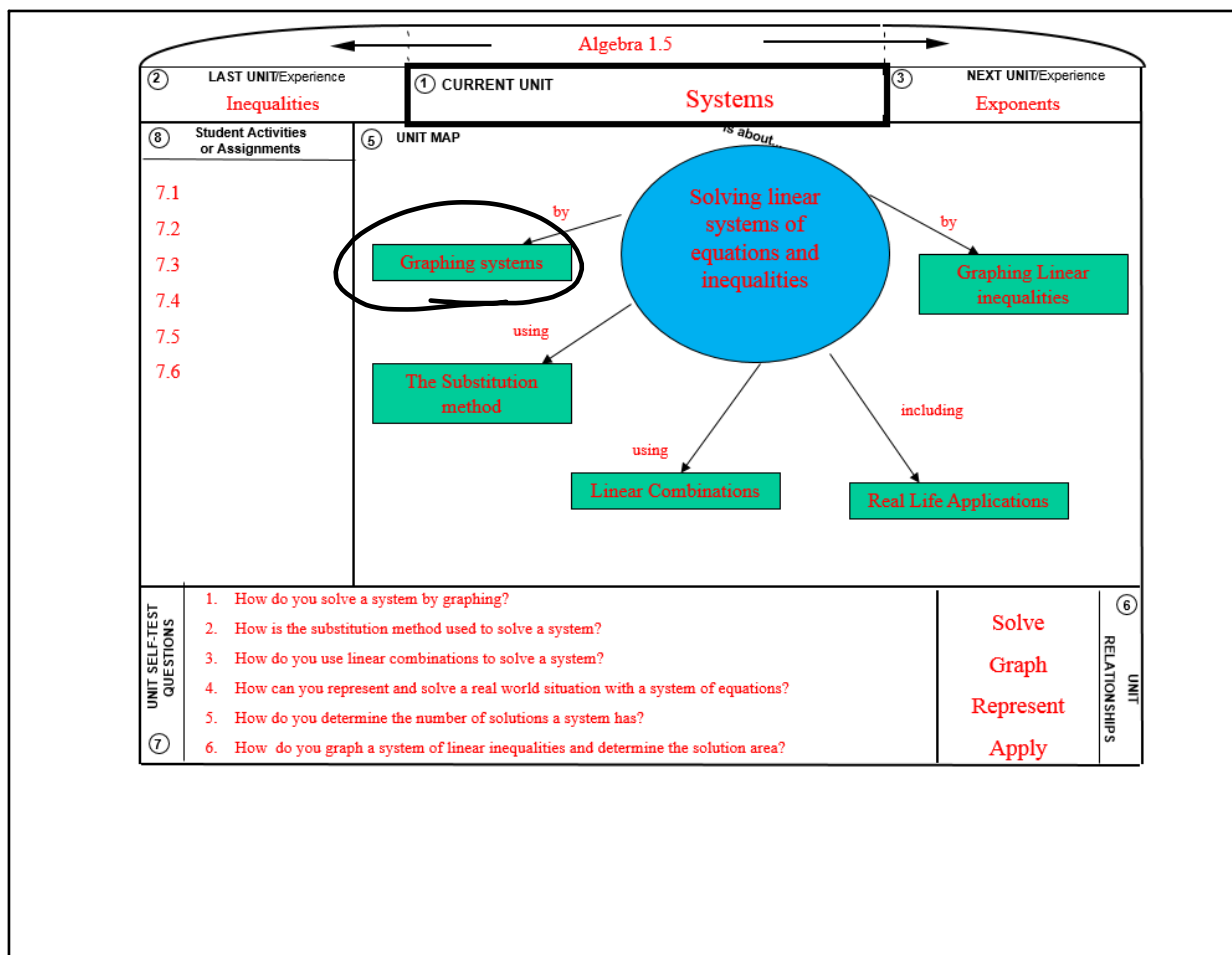 Algebra 1.5
② LAST UNIT/Experience
Inequalities
① CURRENT UNIT
Systems
③ NEXT UNIT/Experience
Exponents
⑧ Student Activities
or Assignments
7.1
7.2
7.3
7.4
7.5
7.6
⑤ UNIT MAP
is about...
Solving linear
systems of
equations and
inequalities
by
Graphing systems
by
Graphing Linear
inequalities
using
The Substitution
method
using
Linear Combinations
including
Real Life Applications
UNIT SELF-TEST
QUESTIONS
⑦
1. How do you solve a system by graphing?
2. How is the substitution method used to solve a system?
3. How do you use linear combinations to solve a system?
4. How can you represent and solve a real world situation with a system of equations?
5. How do you determine the number of solutions a system has?
6. How do you graph a system of linear inequalities and determine the solution area?
Solve
Graph
Represent
Apply
⑥
UNIT
RELATIONSHIPS